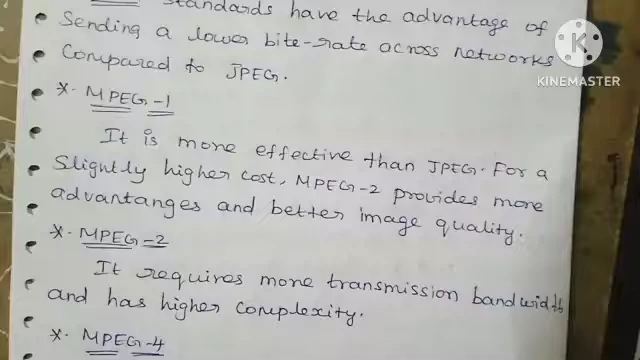 standards have the advantage of
Sending a lower bite-rate across networks
Compared to JPEG.
*. MPEG-1
It is more effective than JPEG. For a
Slightly higher cost, MPEG-2 provides more
advantanges and better image quality.
*. MPEG-2
It requires more transmission bandwidth
and has higher complexity.
*. MPEG-4
KINEMASTER